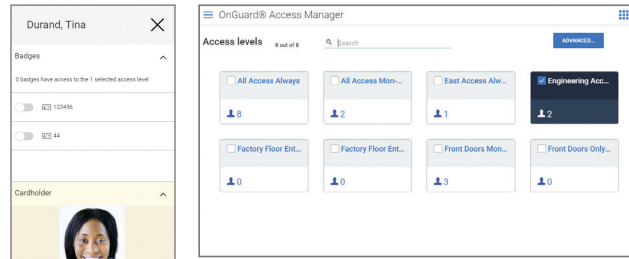 Durand, Tina
Badges
0 badges have access to the 1 selected access level
123456
44
Cardholder
OnGuard® Access Manager
Access levels 8 out of 8 Search ADVANCED...
All Access Always
All Access Mon-...
East Access Alw...
Engineering Acc...
8
2
1
2
Factory Floor Ent...
Factory Floor Ent...
Front Doors Mon...
Front Doors Only...
0
0
3
0